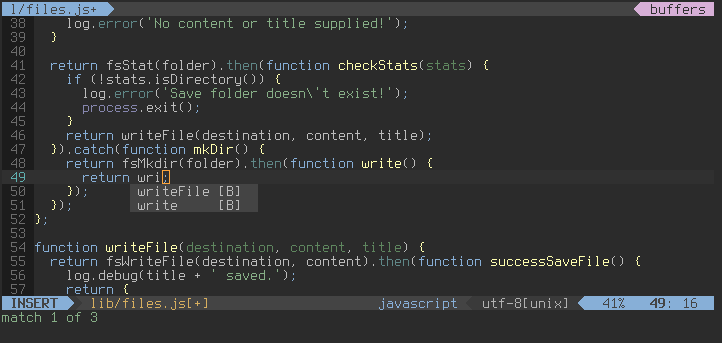 l/files.js+ buffers
38 log.error('No content or title supplied!');
39 }
40
41 return fsStat(folder).then(function checkStats(stats) {
42 if (!stats.isDirectory()) {
43 log.error('Save folder doesn\'t exist!');
44 process.exit();
45 }
46 return writeFile(destination, content, title);
47 }).catch(function mkDir() {
48 return fsMkdir(folder).then(function write() {
49 return wri;
50 }); writeFile [B]
51 }); write [B]
52 };
53
54 function writeFile(destination, content, title) {
55 return fsWriteFile(destination, content).then(function successSaveFile() {
56 log.debug(title + ' saved.');
57 return {
INSERT lib/files.js[+] javascript utf-8[unix] 41% 49: 16
match 1 of 3